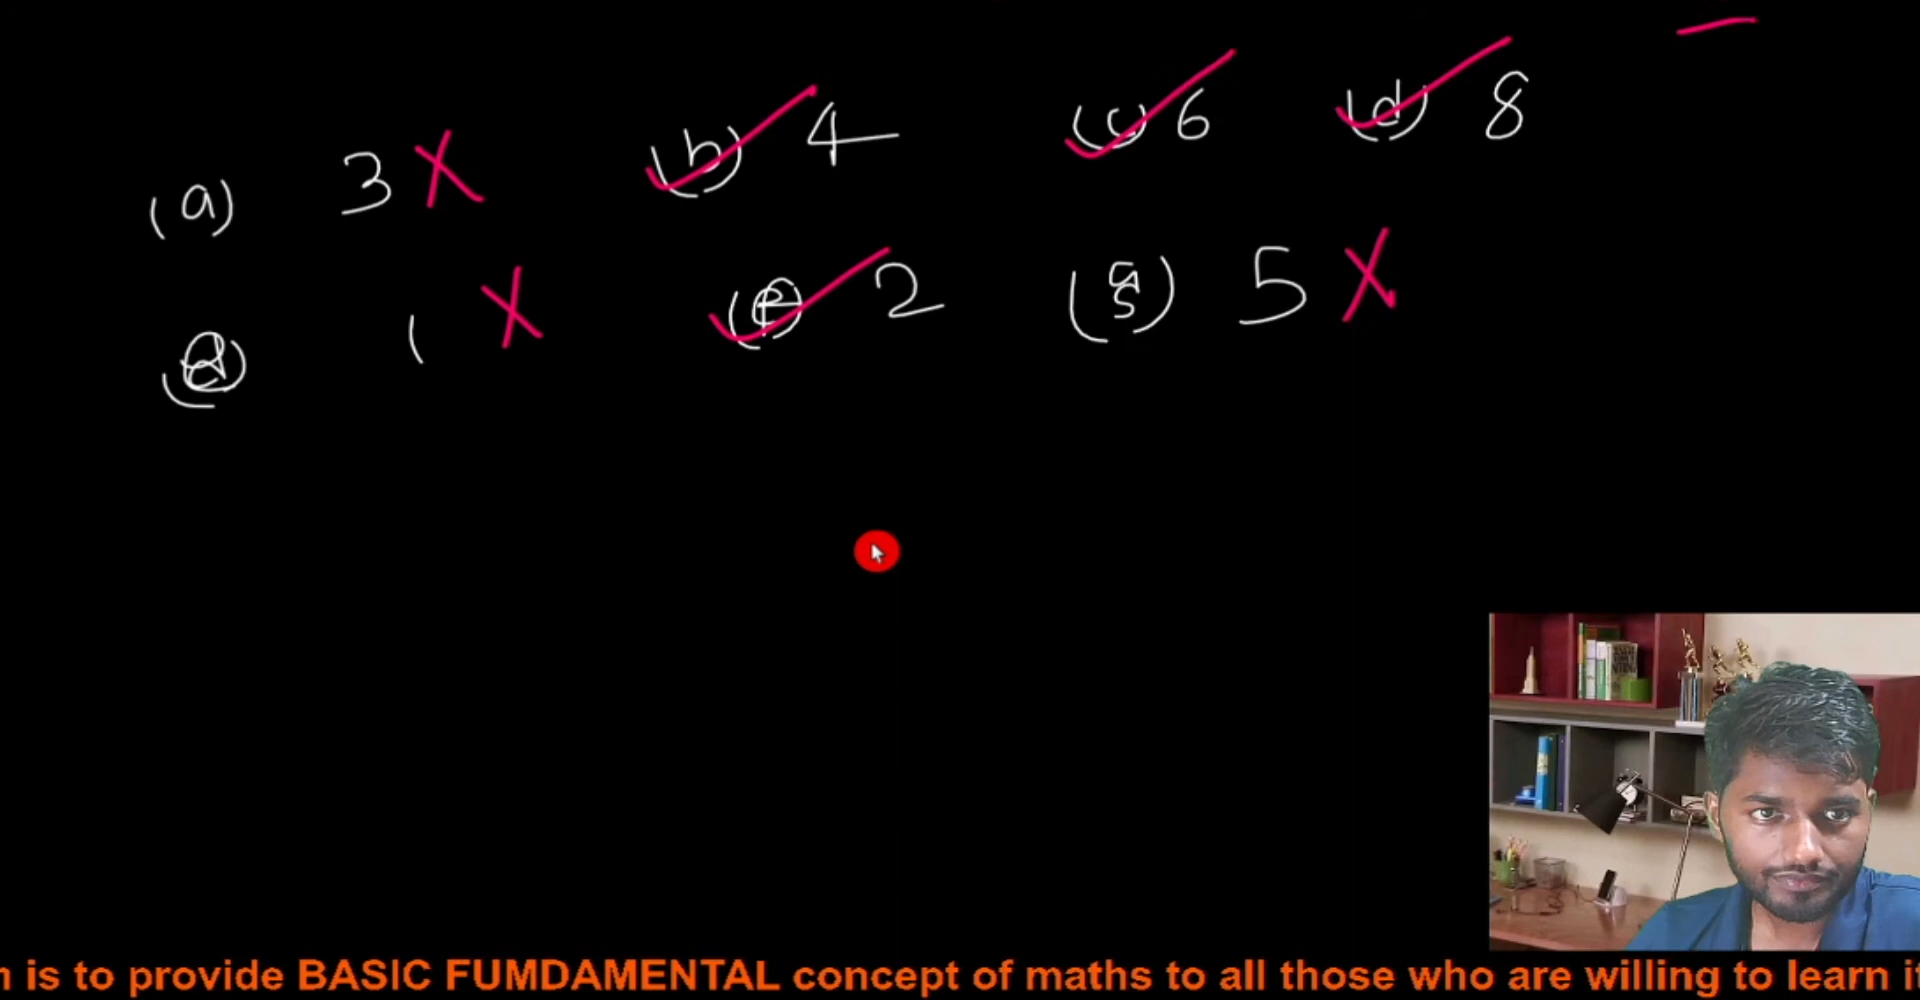 (a) 3 X (b) 4 (c) 6 (d) 8
(e) 1 X (f) 2 (g) 5 X
is to provide BASIC FUMDAMENTAL concept of maths to all those who are willing to learn